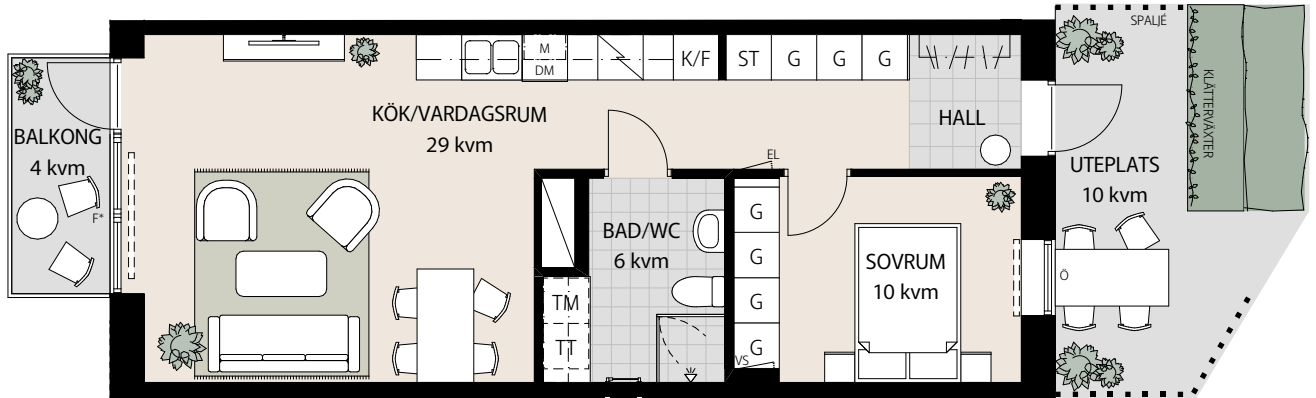 SPALJÉ
KLÄTTERVÄXTER
M
DM
K/F
ST
G
G
G
KÖK/VARDAGSRUM
29 kvm
HALL
BALKONG
4 kvm
F*
EL
UTEPLATS
10 kvm
Ö
BAD/WC
6 kvm
G
G
G
G
VS
SOVRUM
10 kvm
TM
TT